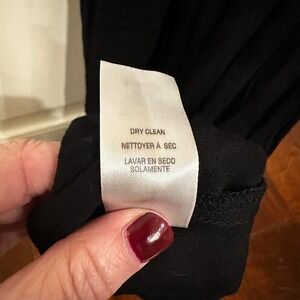 DRY CLEAN
NETTOYER À SEC
LAVAR EN SECO
SOLAMENTE